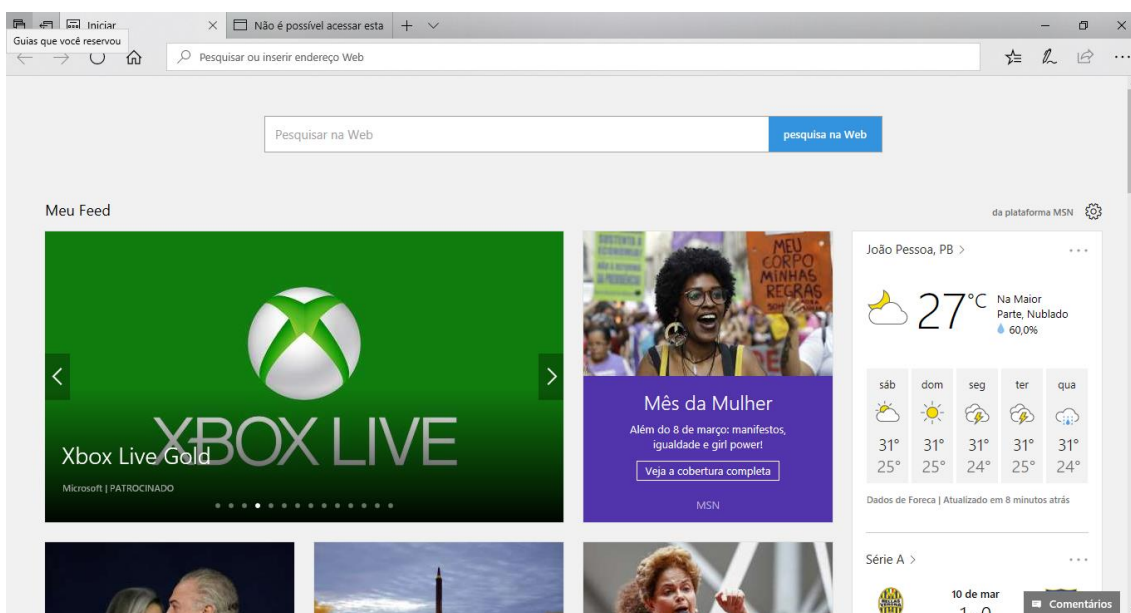 Iniciar
Não é possível acessar esta
Guias que você reservou
Pesquisar ou inserir endereço Web
Pesquisar na Web
pesquisa na Web
Meu Feed
da plataforma MSN
XBOX LIVE
Xbox Live Gold
Microsoft | PATROCINADO
MEU
CORPO
MINHAS
REGRAS
Mês da Mulher
Além do 8 de março: manifestos,
igualdade e girl power!
Veja a cobertura completa
MSN
João Pessoa, PB >
27°C
Na Maior
Parte, Nublado
60,0%
sáb dom seg ter qua
31° 31° 31° 31° 31°
25° 25° 24° 25° 24°
Dados de Foreca | Atualizado em 8 minutos atrás
Série A >
10 de mar
Comentários